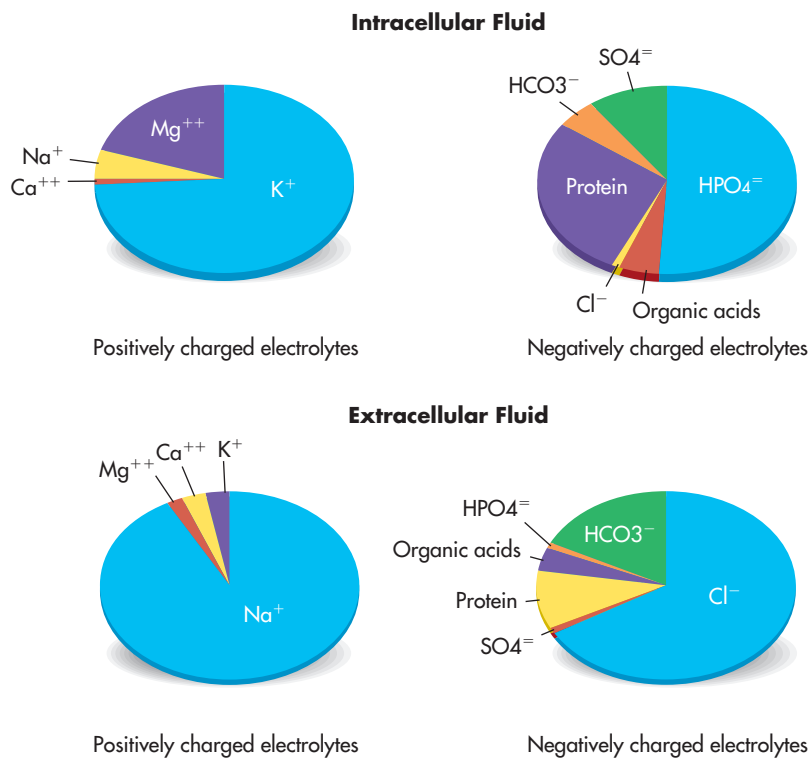 Intracellular Fluid
Mg⁺⁺
Na⁺
Ca⁺⁺
K⁺
Positively charged electrolytes
SO4⁼
HCO3⁻
Protein
HPO4⁼
Cl⁻
Organic acids
Negatively charged electrolytes
Extracellular Fluid
Mg⁺⁺
Ca⁺⁺
K⁺
Na⁺
Positively charged electrolytes
HPO4⁼
HCO3⁻
Organic acids
Protein
Cl⁻
SO4⁼
Negatively charged electrolytes